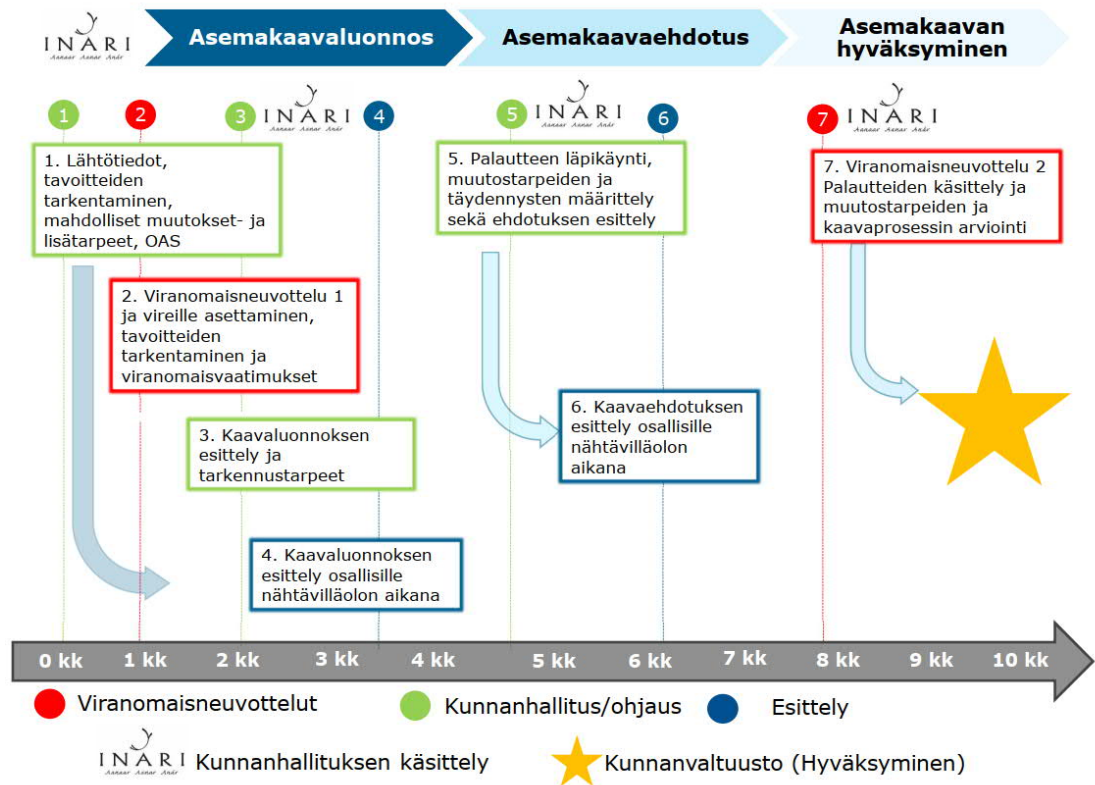 INARI
Aanaar Aanar Anár
Asemakaavaluonnos
Asemakaavaehdotus
Asemakaavan
hyväksyminen
1
2
3
INARI
Aanaar Aanar Anár
4
5
INARI
Aanaar Aanar Anár
6
7
INARI
Aanaar Aanar Anár
1. Lähtötiedot,
tavoitteiden
tarkentaminen,
mahdolliset muutokset- ja
lisätarpeet, OAS
2. Viranomaisneuvottelu 1
ja vireille asettaminen,
tavoitteiden
tarkentaminen ja
viranomaisvaatimukset
3. Kaavaluonnoksen
esittely ja
tarkennustarpeet
4. Kaavaluonnoksen
esittely osallisille
nähtävilläolon aikana
5. Palautteen läpikäynti,
muutostarpeiden ja
täydennysten määrittely
sekä ehdotuksen esittely
6. Kaavaehdotuksen
esittely osallisille
nähtävilläolon
aikana
7. Viranomaisneuvottelu 2
Palautteiden käsittely ja
muutostarpeiden ja
kaavaprosessin arviointi
0 kk 1 kk 2 kk 3 kk 4 kk 5 kk 6 kk 7 kk 8 kk 9 kk 10 kk
Viranomaisneuvottelut
Kunnanhallitus/ohjaus
Esittely
INARI
Aanaar Aanar Anár
Kunnanhallituksen käsittely
Kunnanvaltuusto (Hyväksyminen)